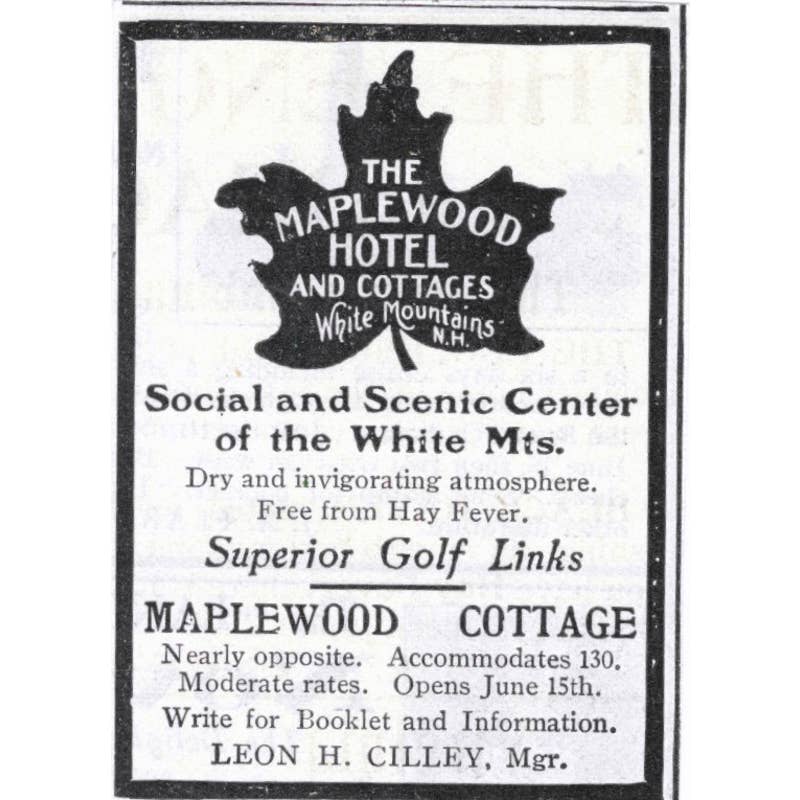 THE
MAPLEWOOD
HOTEL
AND COTTAGES
White Mountains
N.H.
Social and Scenic Center
of the White Mts.
Dry and invigorating atmosphere.
Free from Hay Fever.
Superior Golf Links
MAPLEWOOD COTTAGE
Nearly opposite. Accommodates 130.
Moderate rates. Opens June 15th.
Write for Booklet and Information.
LEON H. CILLEY, Mgr.